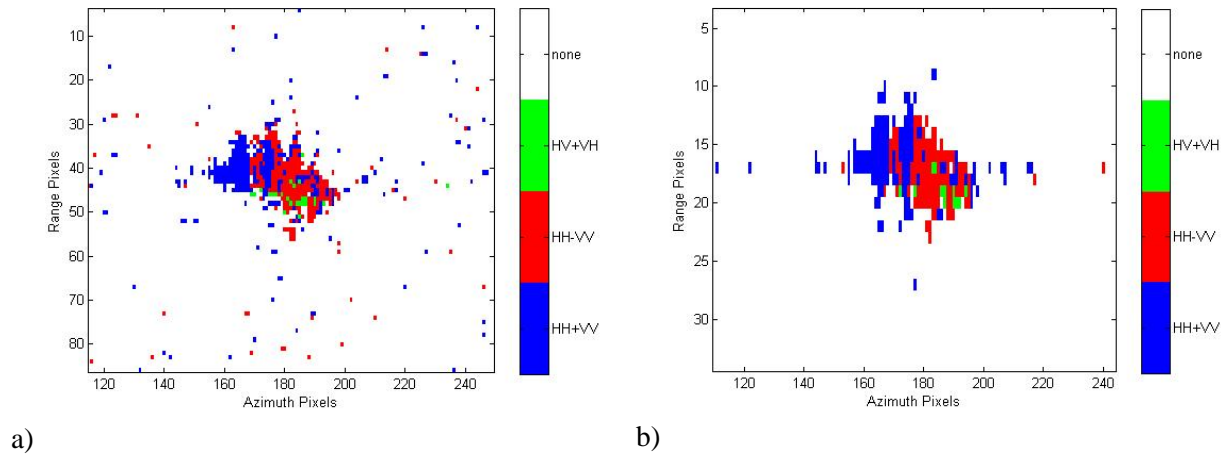 10
20
30
40
50
60
70
80
Range Pixels
120
140
160
180
200
220
240
Azimuth Pixels
none
HV+VH
HH-VV
HH+VV
a)
5
10
15
20
25
30
Range Pixels
120
140
160
180
200
220
240
Azimuth Pixels
none
HV+VH
HH-VV
HH+VV
b)